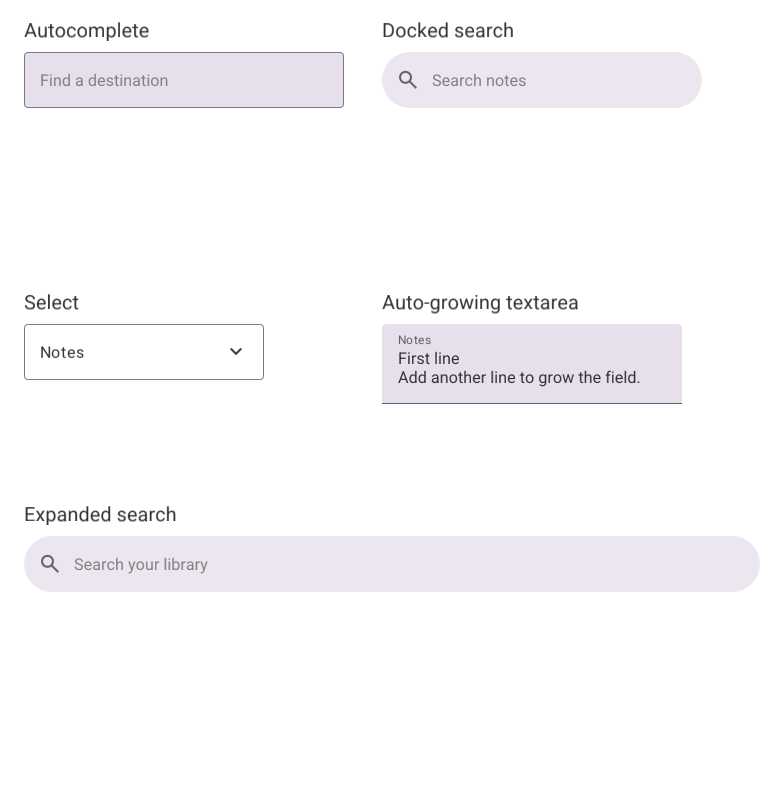 Autocomplete
Find a destination
Docked search
Search notes
Select
Notes
Auto-growing textarea
Notes
First line
Add another line to grow the field.
Expanded search
Search your library